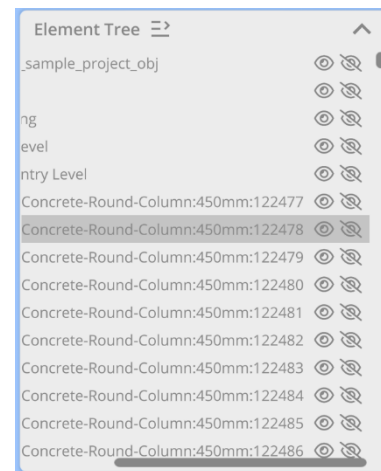 Element Tree
_sample_project_obj
ng
evel
ntry Level
Concrete-Round-Column:450mm:122477
Concrete-Round-Column:450mm:122478
Concrete-Round-Column:450mm:122479
Concrete-Round-Column:450mm:122480
Concrete-Round-Column:450mm:122481
Concrete-Round-Column:450mm:122482
Concrete-Round-Column:450mm:122483
Concrete-Round-Column:450mm:122484
Concrete-Round-Column:450mm:122485
Concrete-Round-Column:450mm:122486